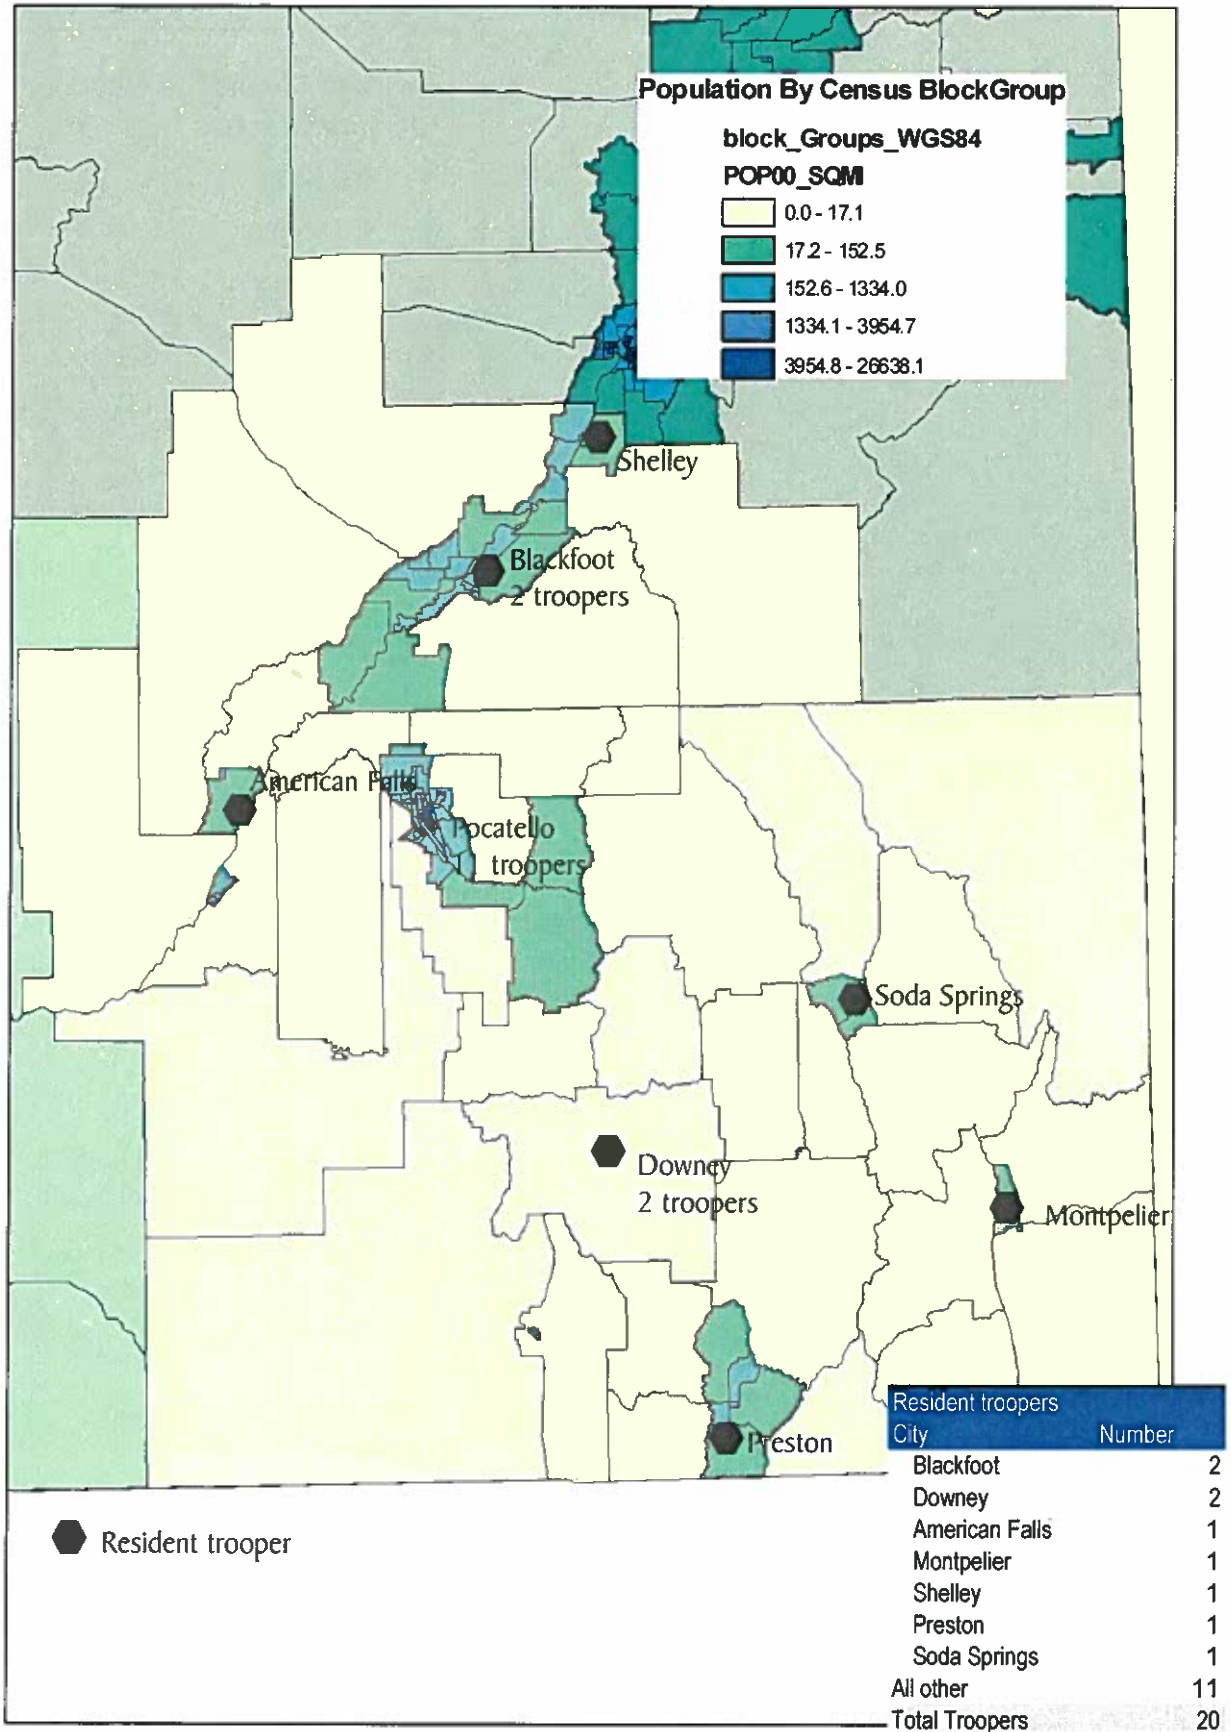 Population By Census BlockGroup
block_Groups_WGS84
POP00_SQMI
0.0 - 17.1
17.2 - 152.5
152.6 - 1334.0
1334.1 - 3954.7
3954.8 - 26638.1
Shelley
Blackfoot
2 troopers
American Falls
Pocatello
troopers
Soda Springs
Downey
2 troopers
Montpelier
Preston
Resident trooper
Resident troopers
City Number
Blackfoot 2
Downey 2
American Falls 1
Montpelier 1
Shelley 1
Preston 1
Soda Springs 1
All other 11
Total Troopers 20